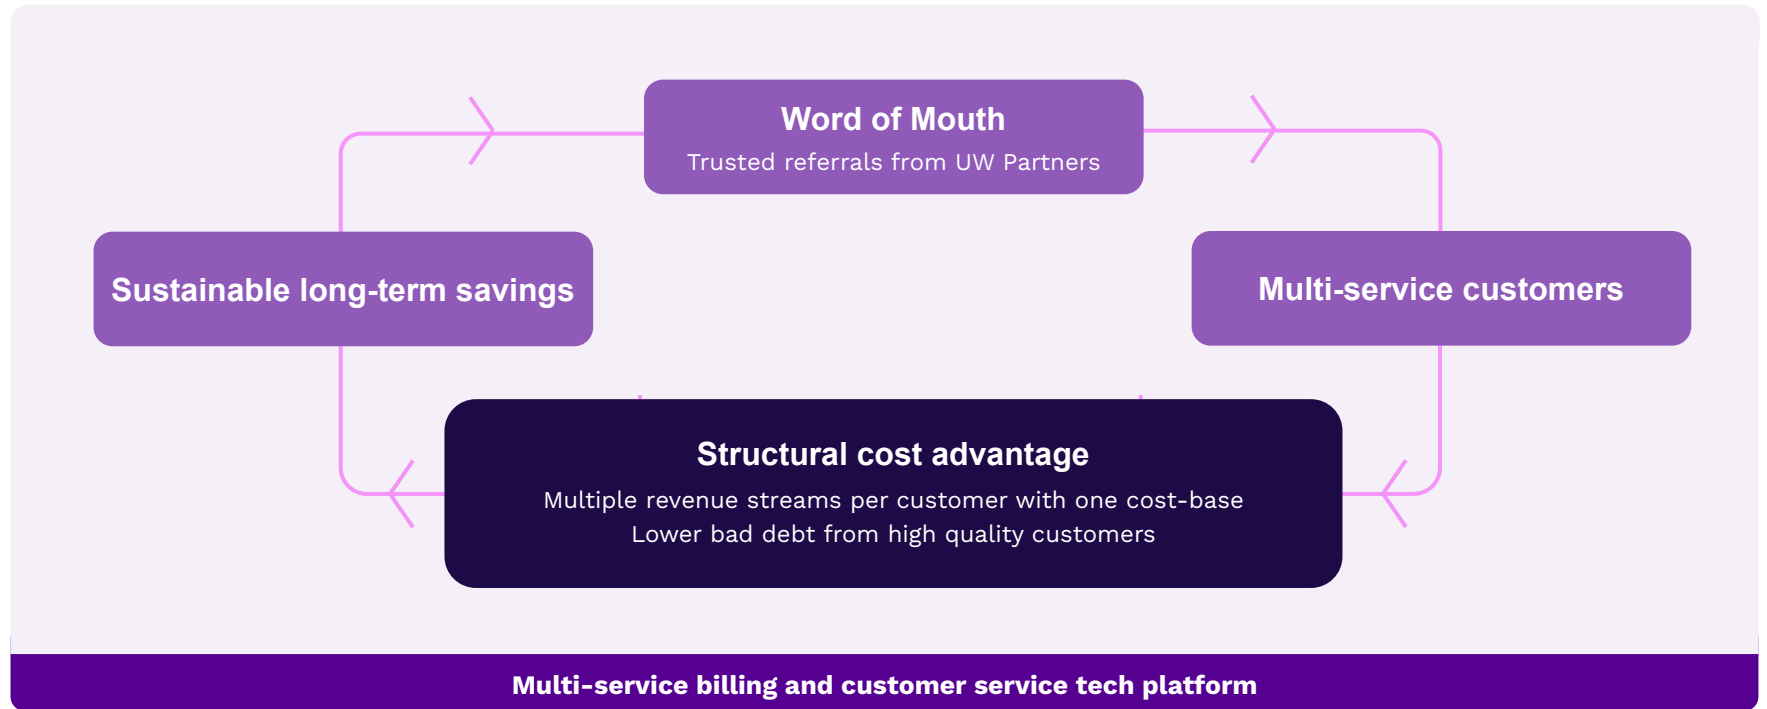 Word of Mouth
Trusted referrals from UW Partners
Sustainable long-term savings
Multi-service customers
Structural cost advantage
Multiple revenue streams per customer with one cost-base
Lower bad debt from high quality customers
Multi-service billing and customer service tech platform